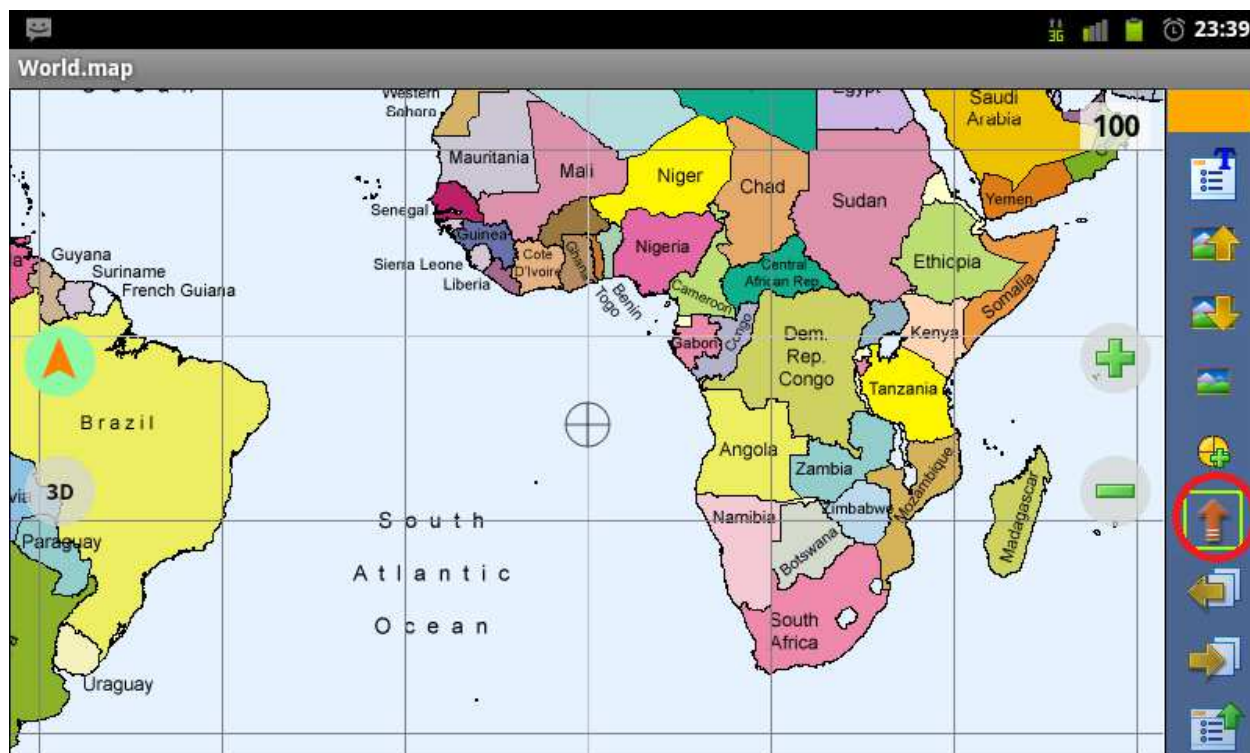 3G
23:39
World.map
Western
Sahara
Egypt
Saudi
Arabia
100
T
Mauritania
Mali
Niger
Chad
Sudan
Yemen
Senegal
Guinea
Cote
D'Ivoire
Ghana
Nigeria
Central
African Rep.
Ethiopia
Somalia
Guyana
Suriname
French Guiana
Sierra Leone
Liberia
Togo
Benin
Cameroon
Gabon
Congo
Dem.
Rep.
Congo
Kenya
Tanzania
Brazil
Angola
Zambia
Mozambique
Madagascar
3D
Paraguay
Namibia
Zimbabwe
Botswana
South
Atlantic
Ocean
South
Africa
Uraguay